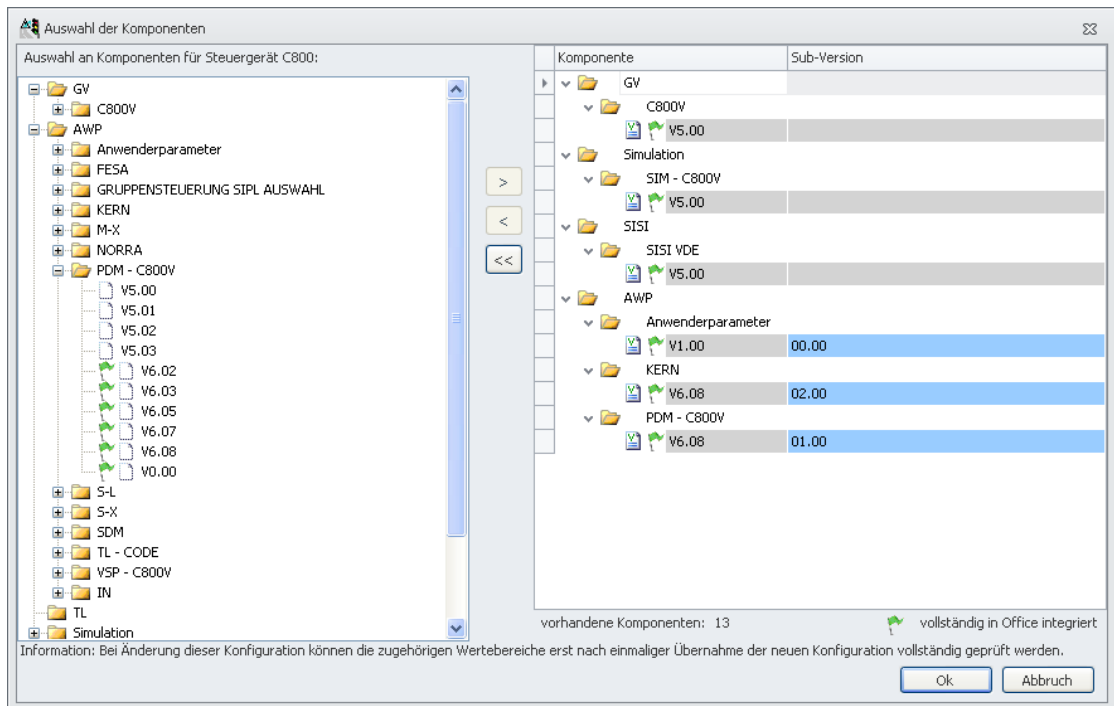 Auswahl der Komponenten
Auswahl an Komponenten für Steuergerät C800:
GV
C800V
AWP
Anwenderparameter
FESA
GRUPPENSTEUERUNG SIPL AUSWAHL
KERN
M-X
NORRA
PDM - C800V
V5.00
V5.01
V5.02
V5.03
V6.02
V6.03
V6.05
V6.07
V6.08
V0.00
S-L
S-X
SDM
TL - CODE
VSP - C800V
IN
TL
Simulation
>
<
<<
Komponente Sub-Version
GV
C800V
V5.00
Simulation
SIM - C800V
V5.00
SISI
SISI VDE
V5.00
AWP
Anwenderparameter
V1.00 00.00
KERN
V6.08 02.00
PDM - C800V
V6.08 01.00
vorhandene Komponenten: 13 vollständig in Office integriert
Information: Bei Änderung dieser Konfiguration können die zugehörigen Wertebereiche erst nach einmaliger Übernahme der neuen Konfiguration vollständig geprüft werden.
Ok Abbruch